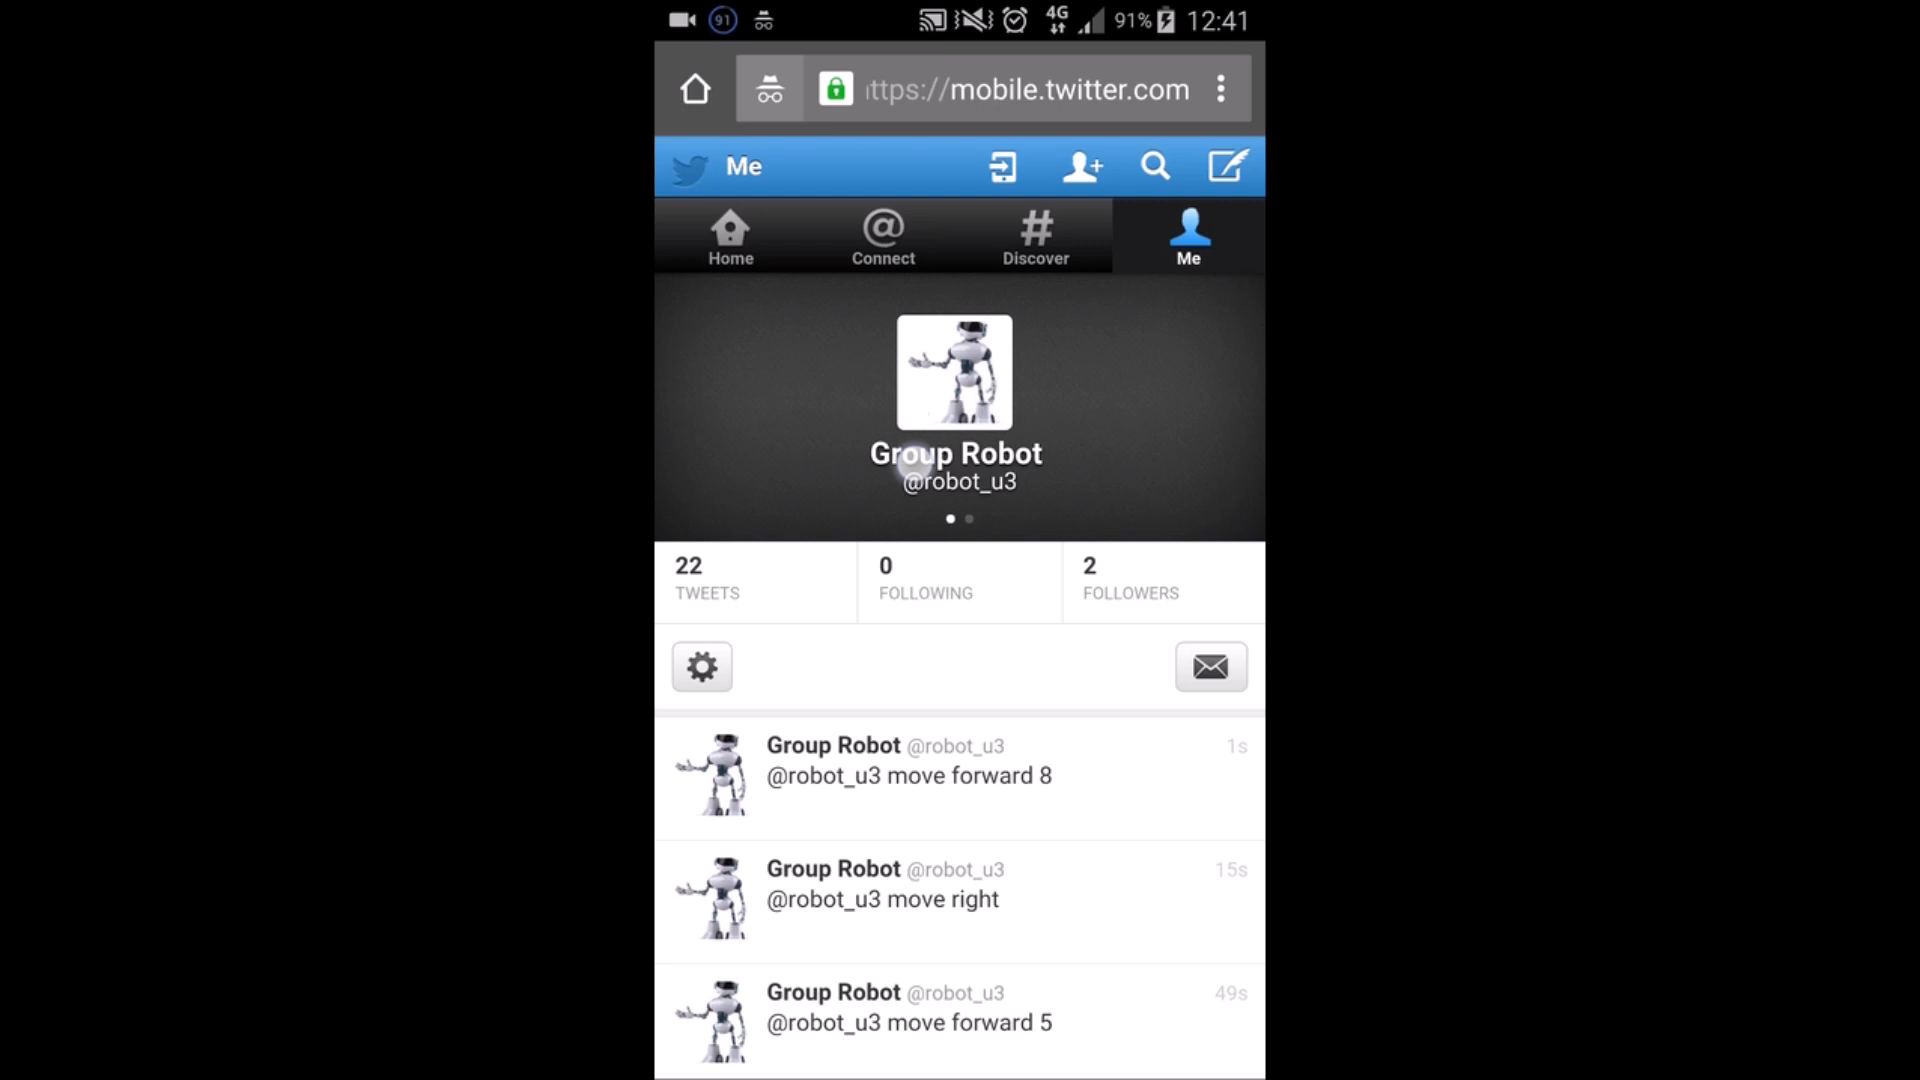 91 4G 91% 12:41
ttps://mobile.twitter.com
Me
Home Connect Discover Me
Group Robot
@robot_u3
22 0 2
TWEETS FOLLOWING FOLLOWERS
Group Robot @robot_u3 1s
@robot_u3 move forward 8
Group Robot @robot_u3 15s
@robot_u3 move right
Group Robot @robot_u3 49s
@robot_u3 move forward 5